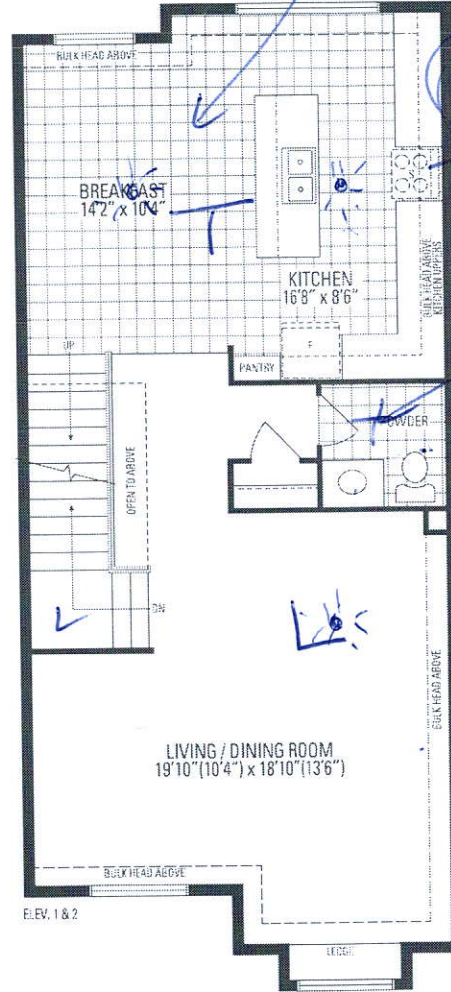 BULK HEAD ABOVE
BREAKFAST
14'2" x 10'4"
KITCHEN
16'8" x 8'6"
BULK HEAD ABOVE
KITCHEN UPPERS
F
PANTRY
UP
POWDER
OPEN TO ABOVE
DN
L
BULK HEAD ABOVE
LIVING / DINING ROOM
19'10"(10'4") x 18'10"(13'6")
BULK HEAD ABOVE
ELEV. 1 & 2
LEDGE